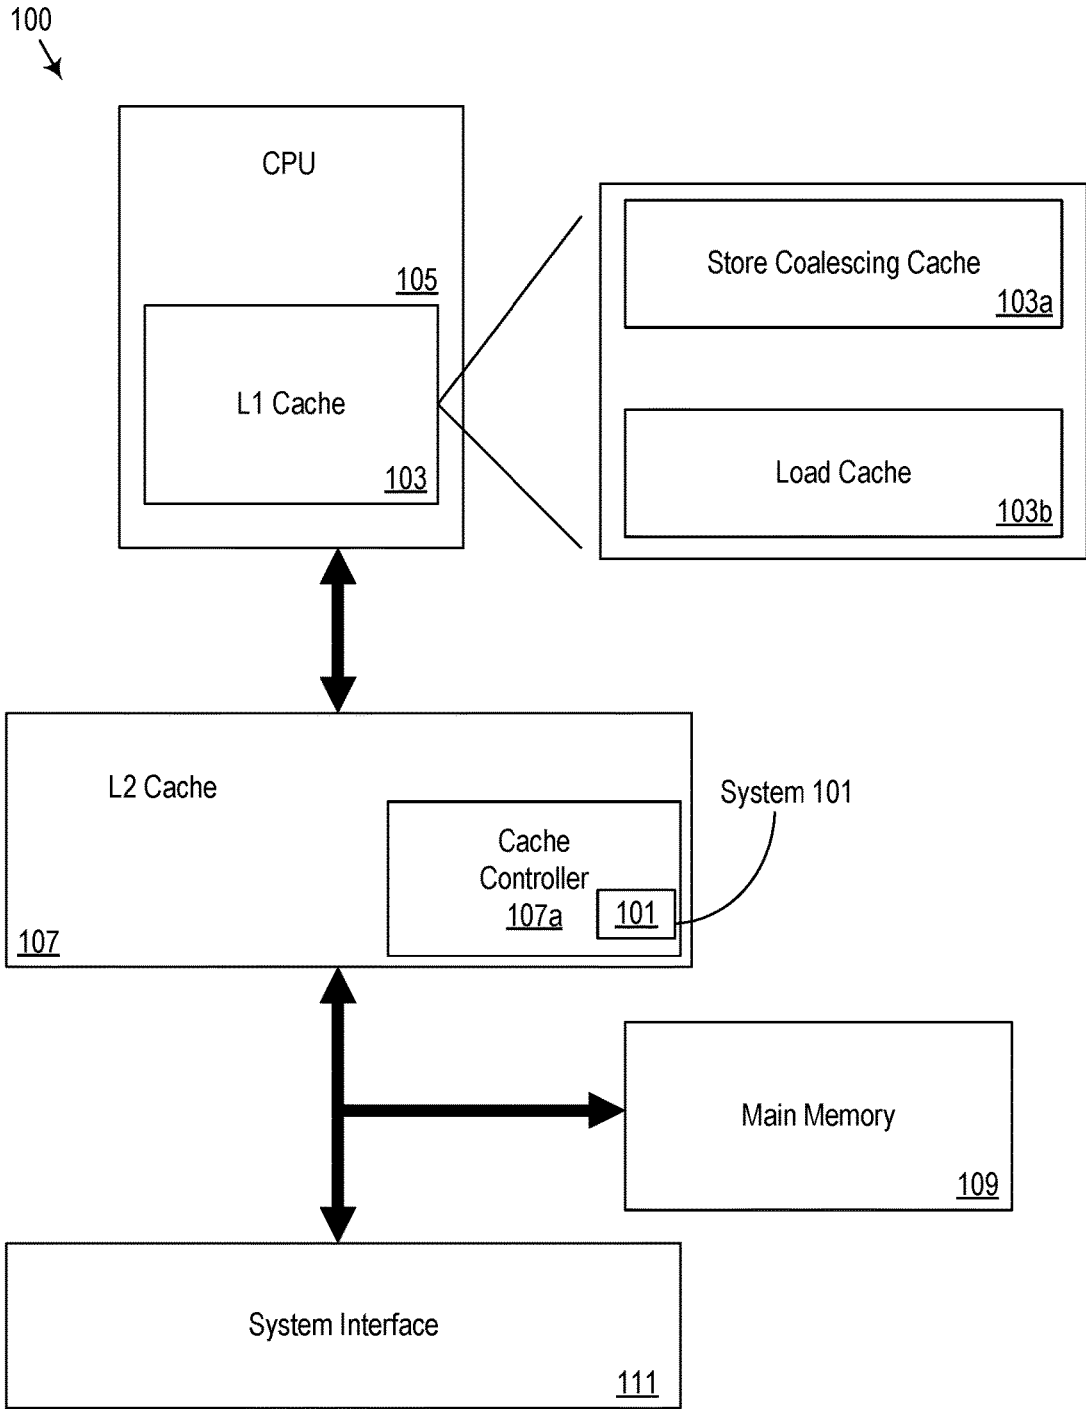 100
CPU
105
L1 Cache
103
Store Coalescing Cache
103a
Load Cache
103b
L2 Cache
107
Cache
Controller
107a
101
System 101
Main Memory
109
System Interface
111